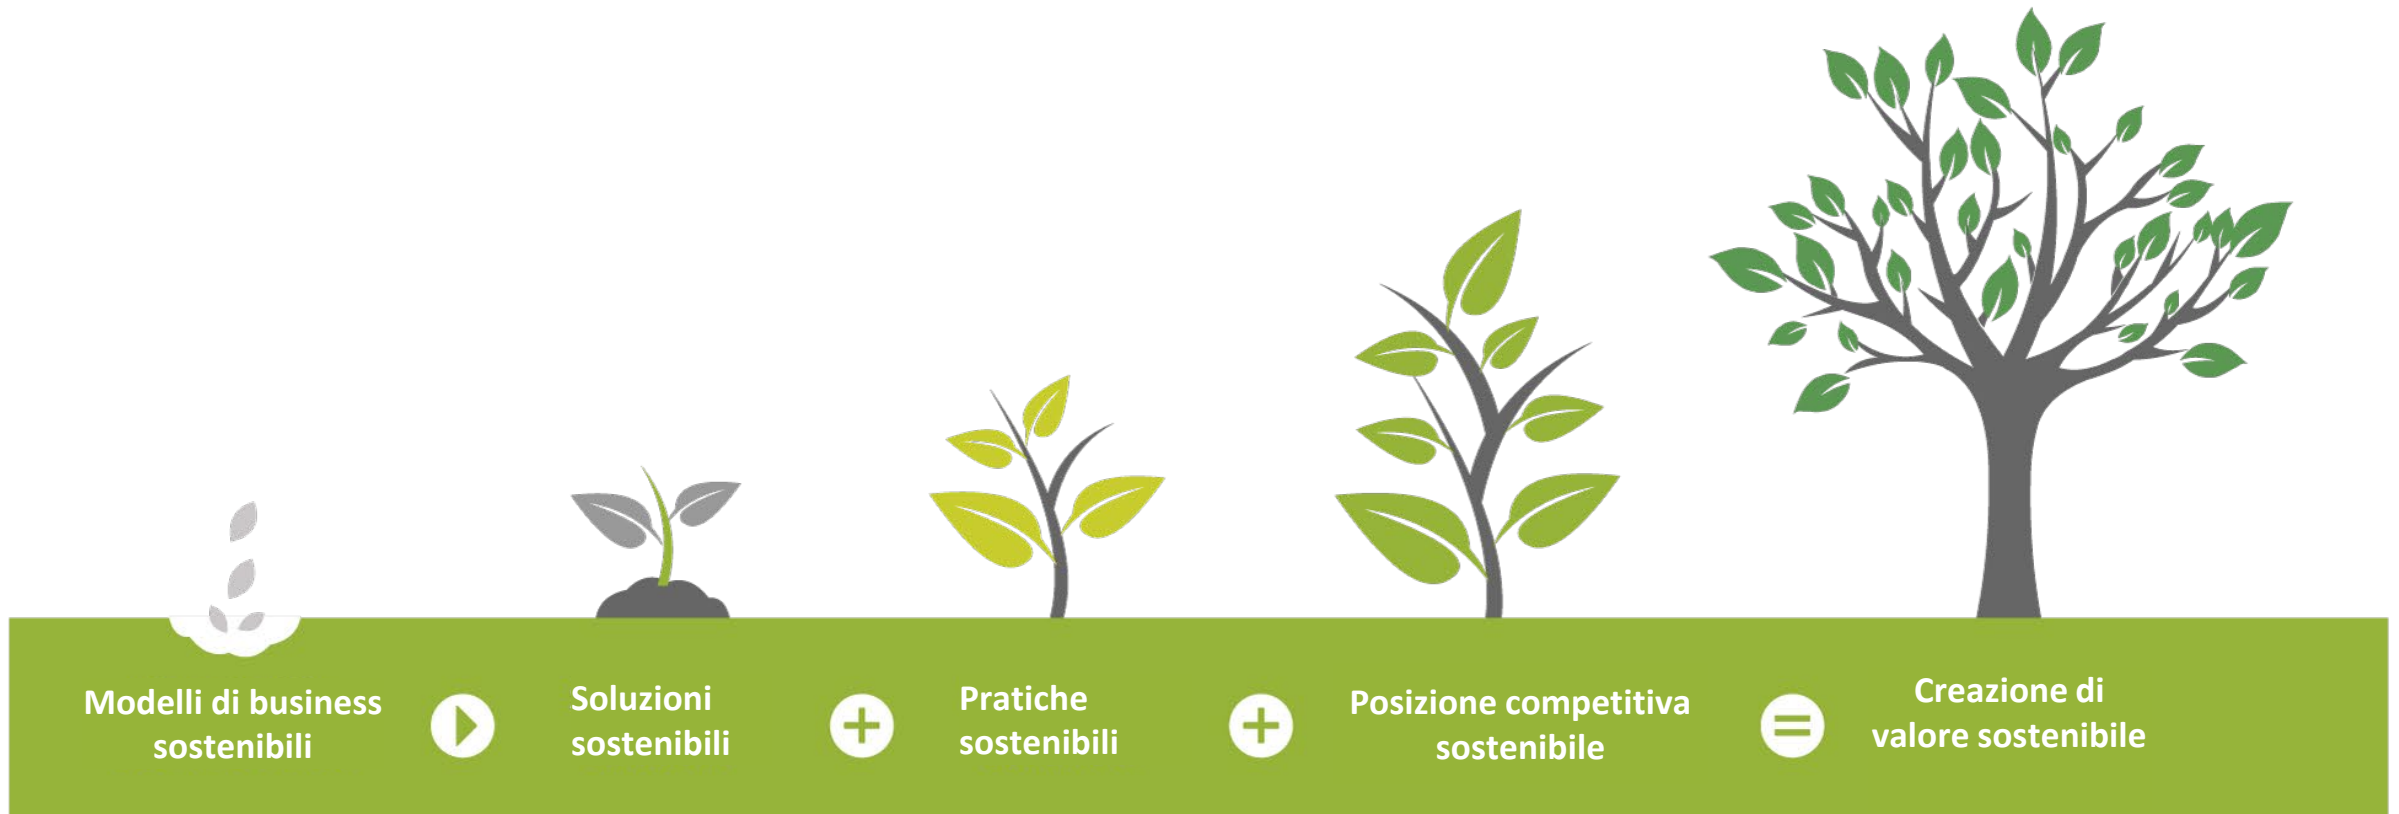 Modelli di business
sostenibili
Soluzioni
sostenibili
Pratiche
sostenibili
Posizione competitiva
sostenibile
Creazione di
valore sostenibile